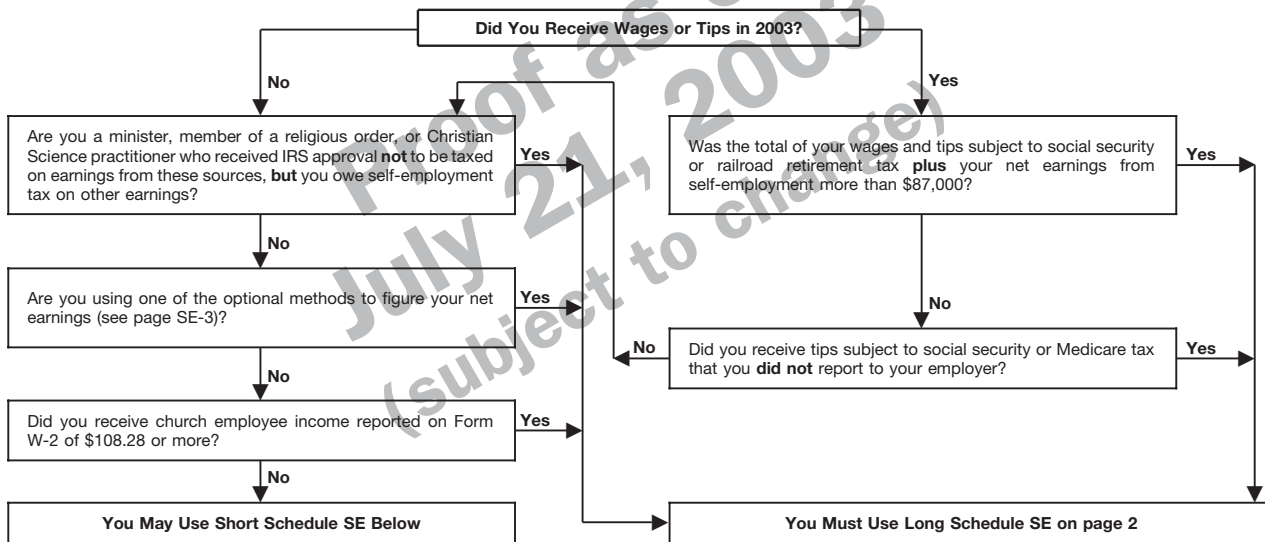 Did You Receive Wages or Tips in 2003?
No
Yes
Are you a minister, member of a religious order, or Christian
Science practitioner who received IRS approval not to be taxed
on earnings from these sources, but you owe self-employment
tax on other earnings?
Yes
Was the total of your wages and tips subject to social security
or railroad retirement tax plus your net earnings from
self-employment more than $87,000?
Yes
No
Are you using one of the optional methods to figure your net
earnings (see page SE-3)?
Yes
No
No
Did you receive tips subject to social security or Medicare tax
that you did not report to your employer?
Yes
No
Did you receive church employee income reported on Form
W-2 of $108.28 or more?
Yes
No
You May Use Short Schedule SE Below
You Must Use Long Schedule SE on page 2
Proof as
July 21, 2003
(subject to change)